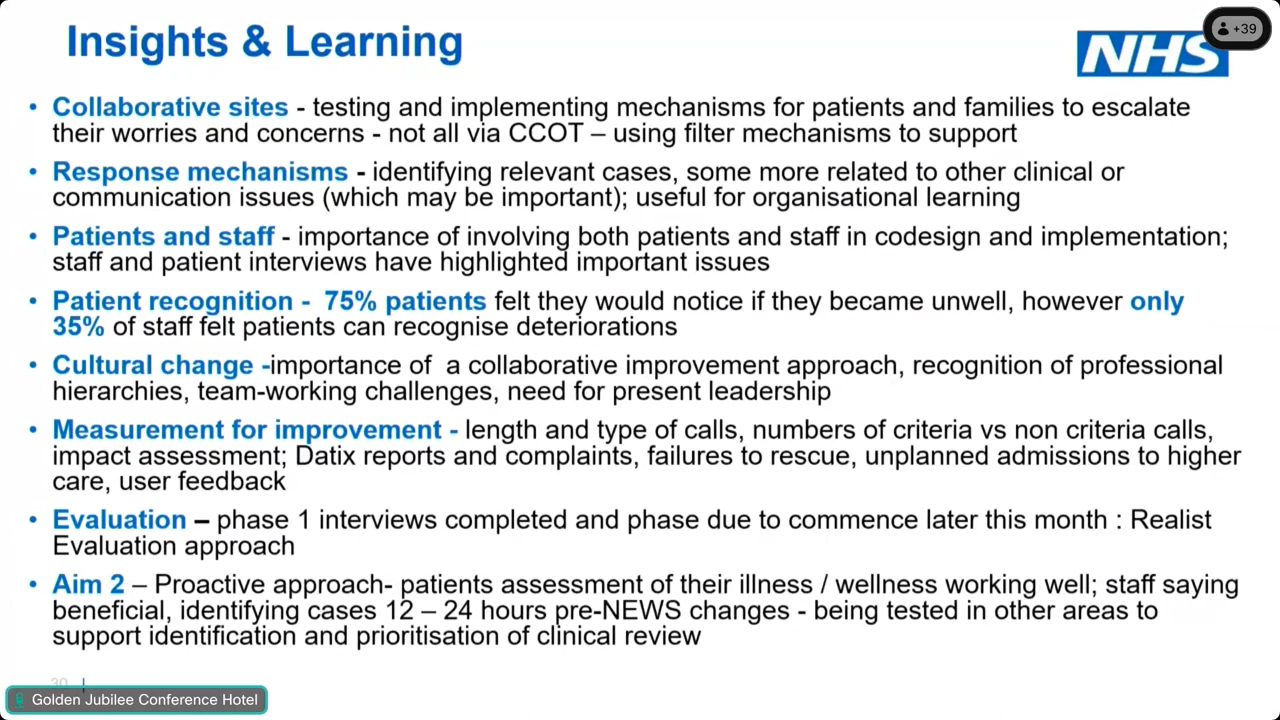 Insights & Learning
NHS
+39
• Collaborative sites - testing and implementing mechanisms for patients and families to escalate
their worries and concerns - not all via CCOT – using filter mechanisms to support
• Response mechanisms - identifying relevant cases, some more related to other clinical or
communication issues (which may be important); useful for organisational learning
• Patients and staff - importance of involving both patients and staff in codesign and implementation;
staff and patient interviews have highlighted important issues
• Patient recognition - 75% patients felt they would notice if they became unwell, however only
35% of staff felt patients can recognise deteriorations
• Cultural change -importance of a collaborative improvement approach, recognition of professional
hierarchies, team-working challenges, need for present leadership
• Measurement for improvement - length and type of calls, numbers of criteria vs non criteria calls,
impact assessment; Datix reports and complaints, failures to rescue, unplanned admissions to higher
care, user feedback
• Evaluation – phase 1 interviews completed and phase due to commence later this month : Realist
Evaluation approach
• Aim 2 – Proactive approach- patients assessment of their illness / wellness working well; staff saying
beneficial, identifying cases 12 – 24 hours pre-NEWS changes - being tested in other areas to
support identification and prioritisation of clinical review
30 |
Golden Jubilee Conference Hotel